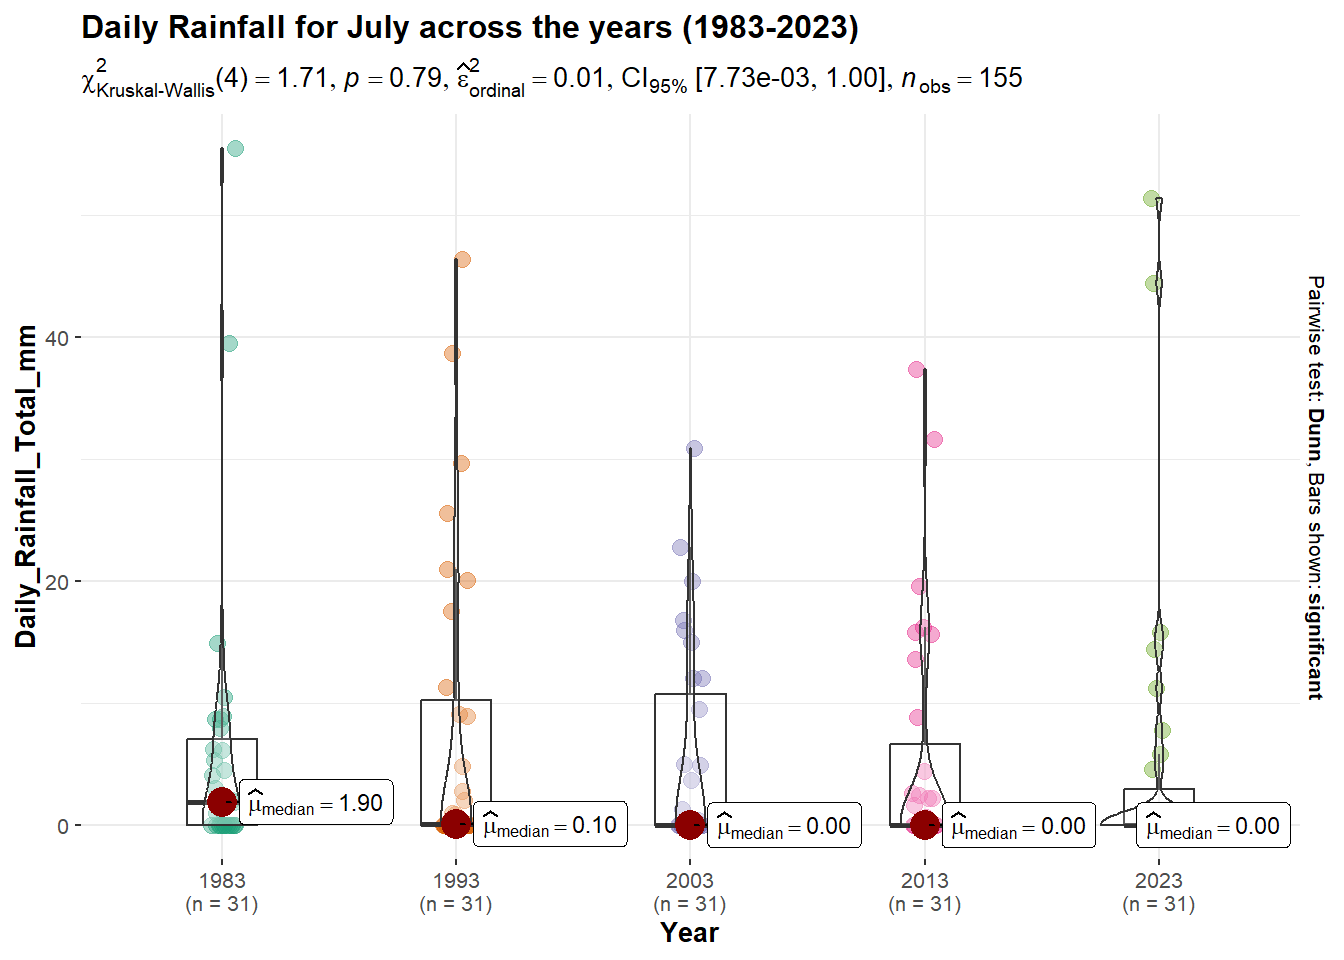 Daily Rainfall for July across the years (1983-2023)
χ²Kruskal-Wallis(4) = 1.71, p = 0.79, ε̂²ordinal = 0.01, CI95% [7.73e-03, 1.00], nobs = 155
Daily_Rainfall_Total_mm
40
20
0
μ̂median = 1.90
μ̂median = 0.10
μ̂median = 0.00
μ̂median = 0.00
μ̂median = 0.00
1983 1993 2003 2013 2023
(n = 31) (n = 31) (n = 31) (n = 31) (n = 31)
Year
Pairwise test: Dunn, Bars shown: significant